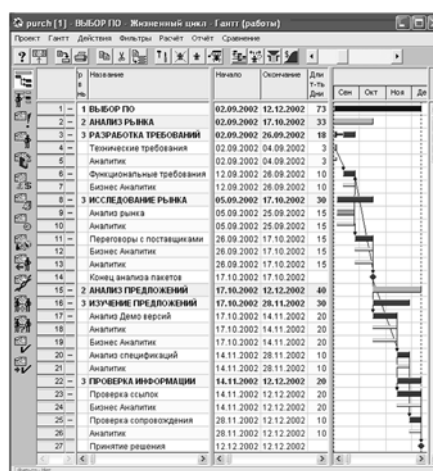 purch [1] - ВЫБОР ПО - Жизненный цикл - Гантт (работы)
Проект Гантт Действия Фильтры Расчёт Отчёт Сравнение
Название Начало Окончание Дли т-ть Дни Сен Окт Ноя Де
1 - 1 ВЫБОР ПО 02.09.2002 12.12.2002 73
2 - 2 АНАЛИЗ РЫНКА 02.09.2002 17.10.2002 33
3 - 3 РАЗРАБОТКА ТРЕБОВАНИЙ 02.09.2002 26.09.2002 18
4 - Технические требования 02.09.2002 04.09.2002 3
5 Аналитик 02.09.2002 04.09.2002 3
6 - Функциональные требования 12.09.2002 26.09.2002 10
7 Бизнес Аналитик 12.09.2002 26.09.2002 10
8 - 3 ИССЛЕДОВАНИЕ РЫНКА 05.09.2002 17.10.2002 30
9 - Анализ рынка 05.09.2002 25.09.2002 15
10 Аналитик 05.09.2002 25.09.2002 15
11 - Переговоры с поставщиками 26.09.2002 17.10.2002 15
12 Бизнес Аналитик 26.09.2002 17.10.2002 15
13 Аналитик 26.09.2002 17.10.2002 15
14 Конец анализа пакетов 17.10.2002 17.10.2002
15 - 2 АНАЛИЗ ПРЕДЛОЖЕНИЙ 17.10.2002 12.12.2002 40
16 - 3 ИЗУЧЕНИЕ ПРЕДЛОЖЕНИЙ 17.10.2002 28.11.2002 30
17 - Анализ Демо версий 17.10.2002 14.11.2002 20
18 Аналитик 17.10.2002 14.11.2002 20
19 Бизнес Аналитик 17.10.2002 14.11.2002 20
20 - Анализ спецификаций 14.11.2002 28.11.2002 10
21 Аналитик 14.11.2002 28.11.2002 10
22 - 3 ПРОВЕРКА ИНФОРМАЦИИ 14.11.2002 12.12.2002 20
23 - Проверка ссылок 14.11.2002 12.12.2002 20
24 Бизнес Аналитик 14.11.2002 12.12.2002 20
25 - Проверка сопровождения 28.11.2002 12.12.2002 10
26 Аналитик 28.11.2002 12.12.2002 10
27 Принятие решения 12.12.2002 12.12.2002